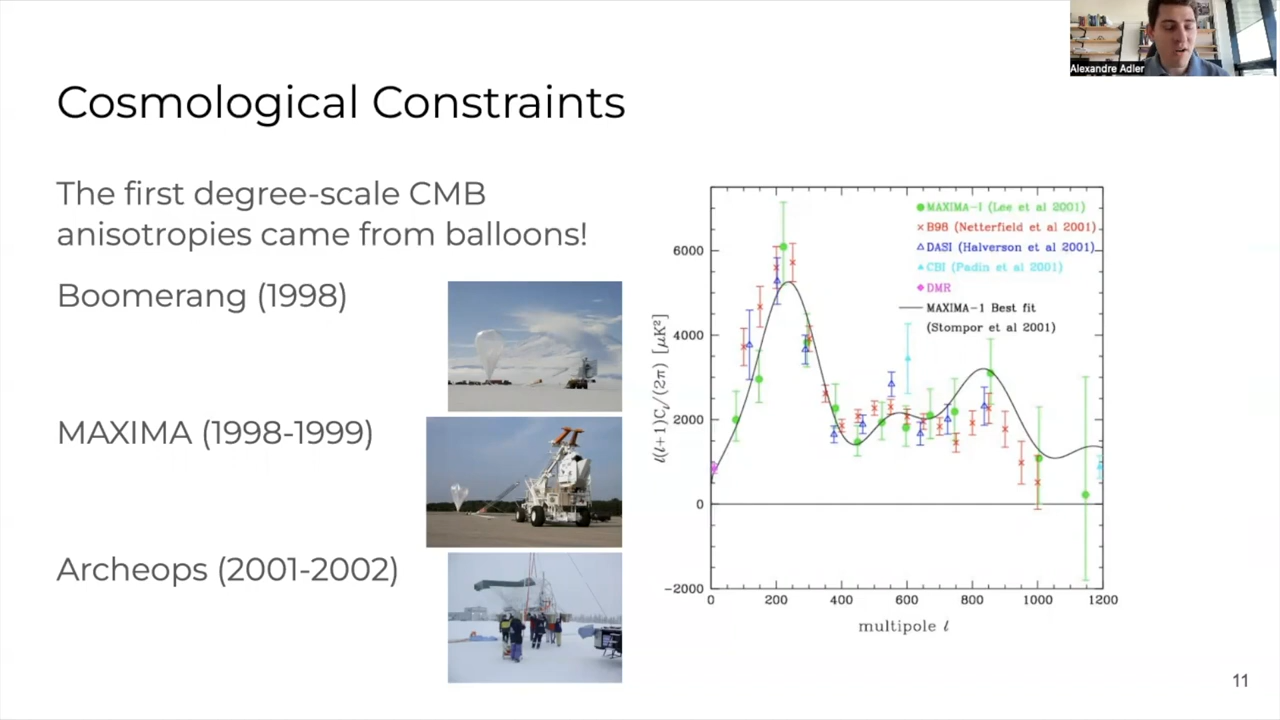 Alexandre Adler
Cosmological Constraints
The first degree-scale CMB
anisotropies came from balloons!
Boomerang (1998)
MAXIMA (1998-1999)
Archeops (2001-2002)
MAXIMA-I (Lee et al 2001)
B98 (Netterfield et al 2001)
DASI (Halverson et al 2001)
CBI (Padin et al 2001)
DMR
MAXIMA-1 Best fit
(Stompor et al 2001)
ℓ(ℓ+1)Cℓ/(2π) [μK²]
6000
4000
2000
0
−2000
0 200 400 600 800 1000 1200
multipole ℓ
11